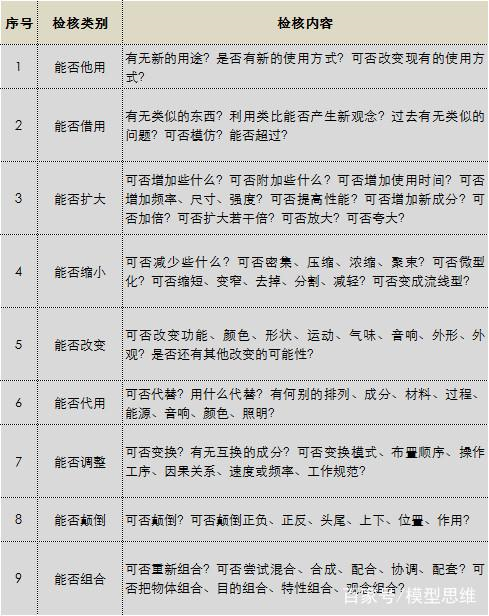 序号 检核类别 检核内容
1 能否他用 有无新的用途？是否有新的使用方式？可否改变现有的使用方
式？
2 能否借用 有无类似的东西？利用类比能否产生新观念？过去有无类似的
问题？可否模仿？能否超过？
3 能否扩大 可否增加些什么？可否附加些什么？可否增加使用时间？可否
增加频率、尺寸、强度？可否提高性能？可否增加新成分？可
否加倍？可否扩大若干倍？可否放大？可否夸大？
4 能否缩小 可否减少些什么？可否密集、压缩、浓缩、聚束？可否微型
化？可否缩短、变窄、去掉、分割、减轻？可否变成流线型？
5 能否改变 可否改变功能、颜色、形状、运动、气味、音响、外形、外
观？是否还有其他改变的可能性？
6 能否代用 可否代替？用什么代替？有何别的排列、成分、材料、过程、
能源、音响、颜色、照明？
7 能否调整 可否变换？有无互换的成分？可否变换模式、布置顺序、操作
工序、因果关系、速度或频率、工作规范？
8 能否颠倒 可否颠倒？可否颠倒正负、正反、头尾、上下、位置、作用？
9 能否组合 可否重新组合？可否尝试混合、合成、配合、协调、配套？可
否把物体组合、目的组合、特性组合、观念组合？
百家号/模型思维